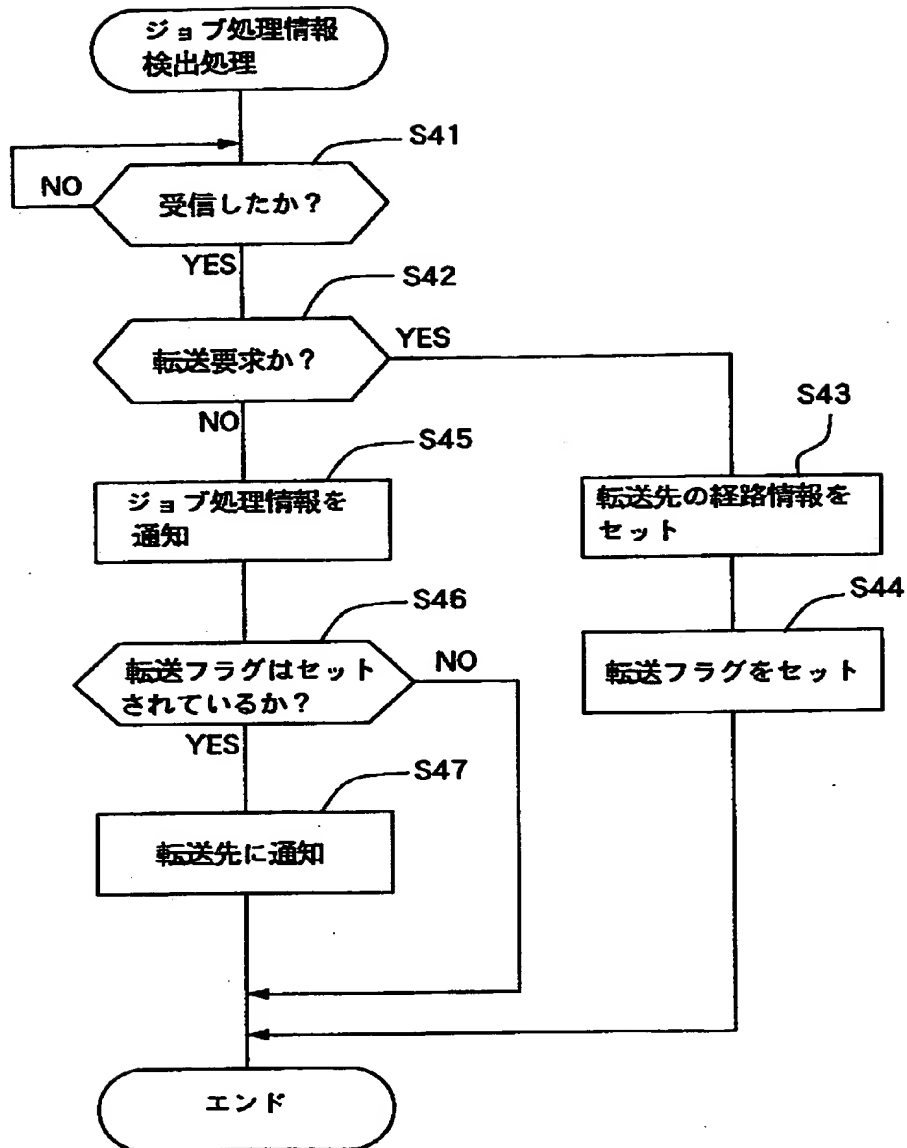 ジョブ処理情報
検出処理
S41
NO
受信したか？
YES
S42
転送要求か？
YES
NO
S43
S45
ジョブ処理情報を
通知
転送先の経路情報を
セット
S44
S46
転送フラグはセット
されているか？
NO
転送フラグをセット
YES
S47
転送先に通知
エンド